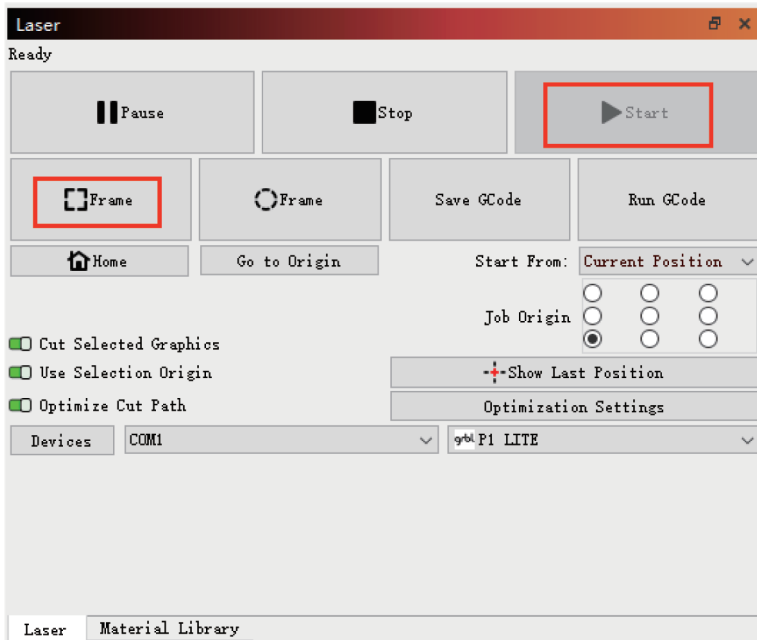 Laser
Ready
Pause Stop Start
Frame Frame Save GCode Run GCode
Home Go to Origin Start From: Current Position
Job Origin
Cut Selected Graphics
Use Selection Origin Show Last Position
Optimize Cut Path Optimization Settings
Devices COM1 grbl P1 LITE
Laser Material Library